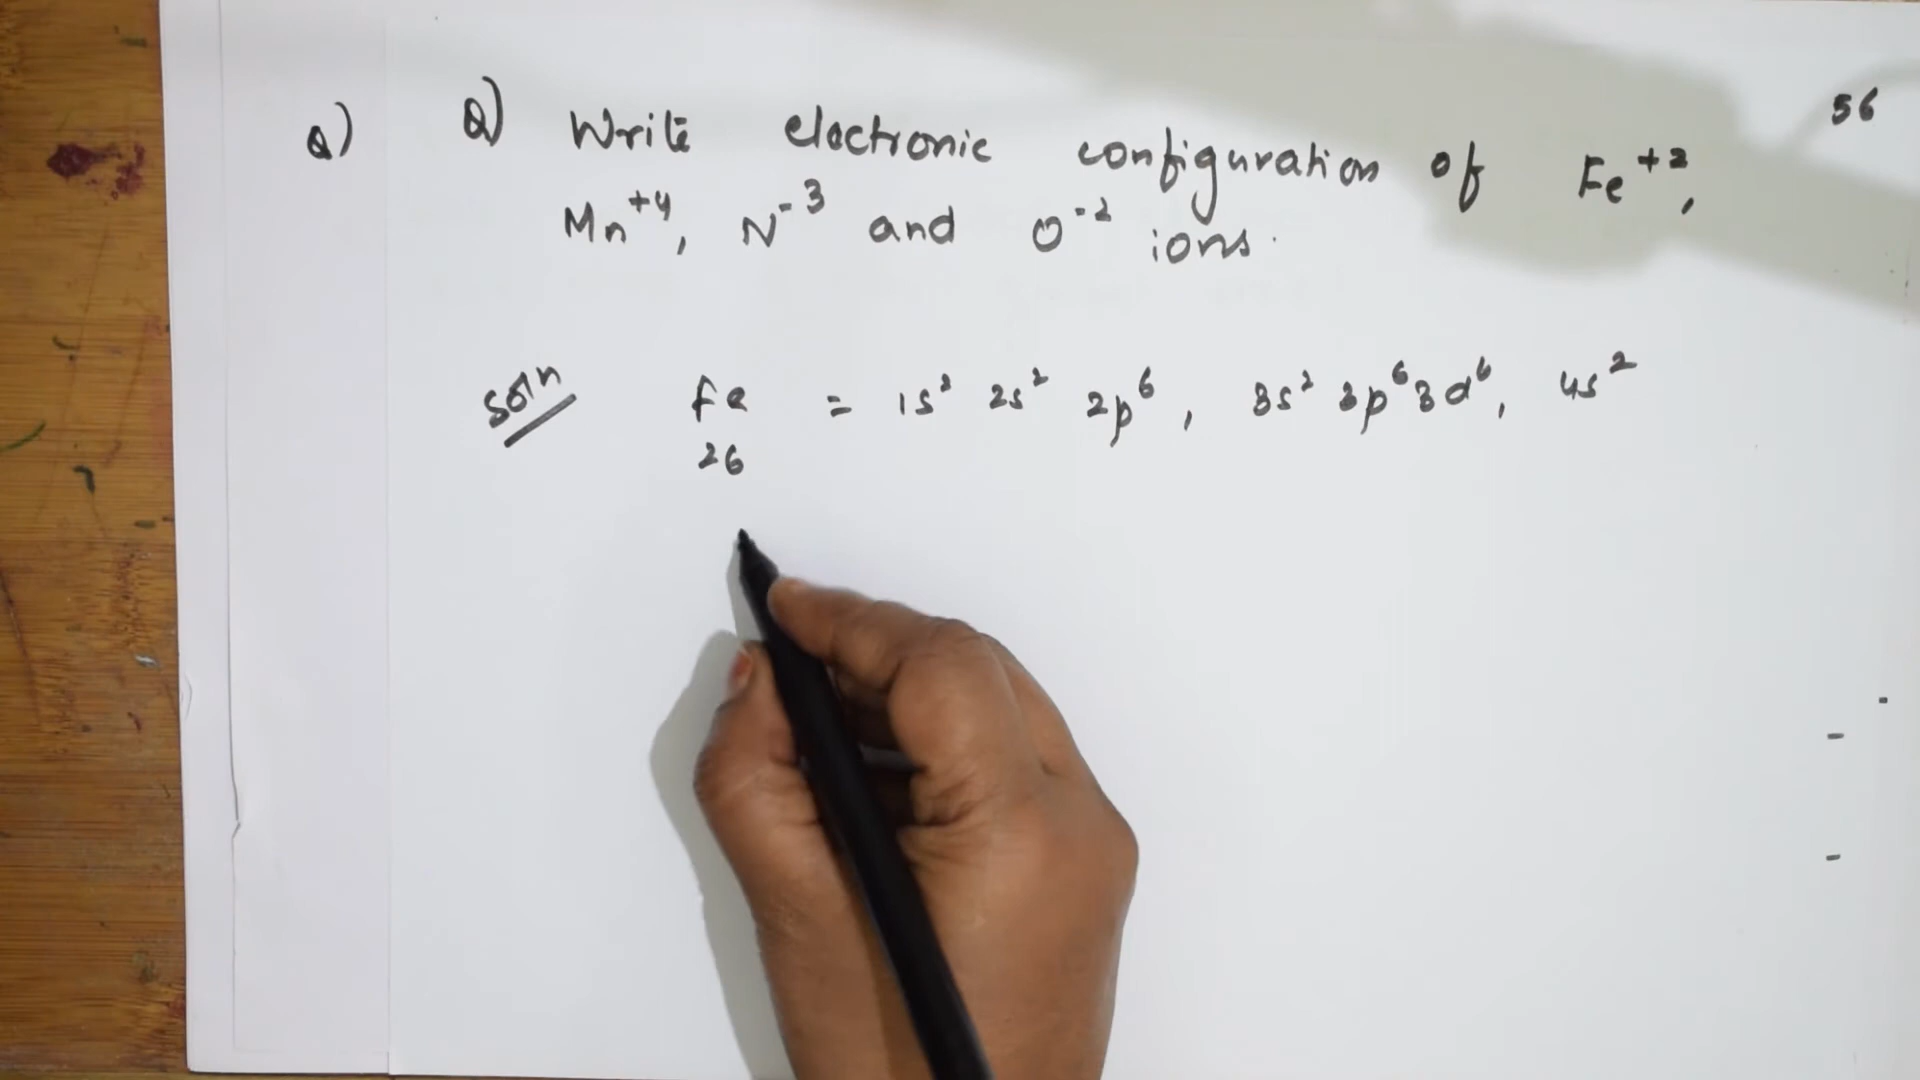 56
Q) Q) Write electronic configuration of Fe⁺²,
Mn⁺⁴, N⁻³ and O⁻² ions.
Soln Fe = 1s² 2s² 2p⁶, 3s² 3p⁶ 3d⁶, 4s²
26